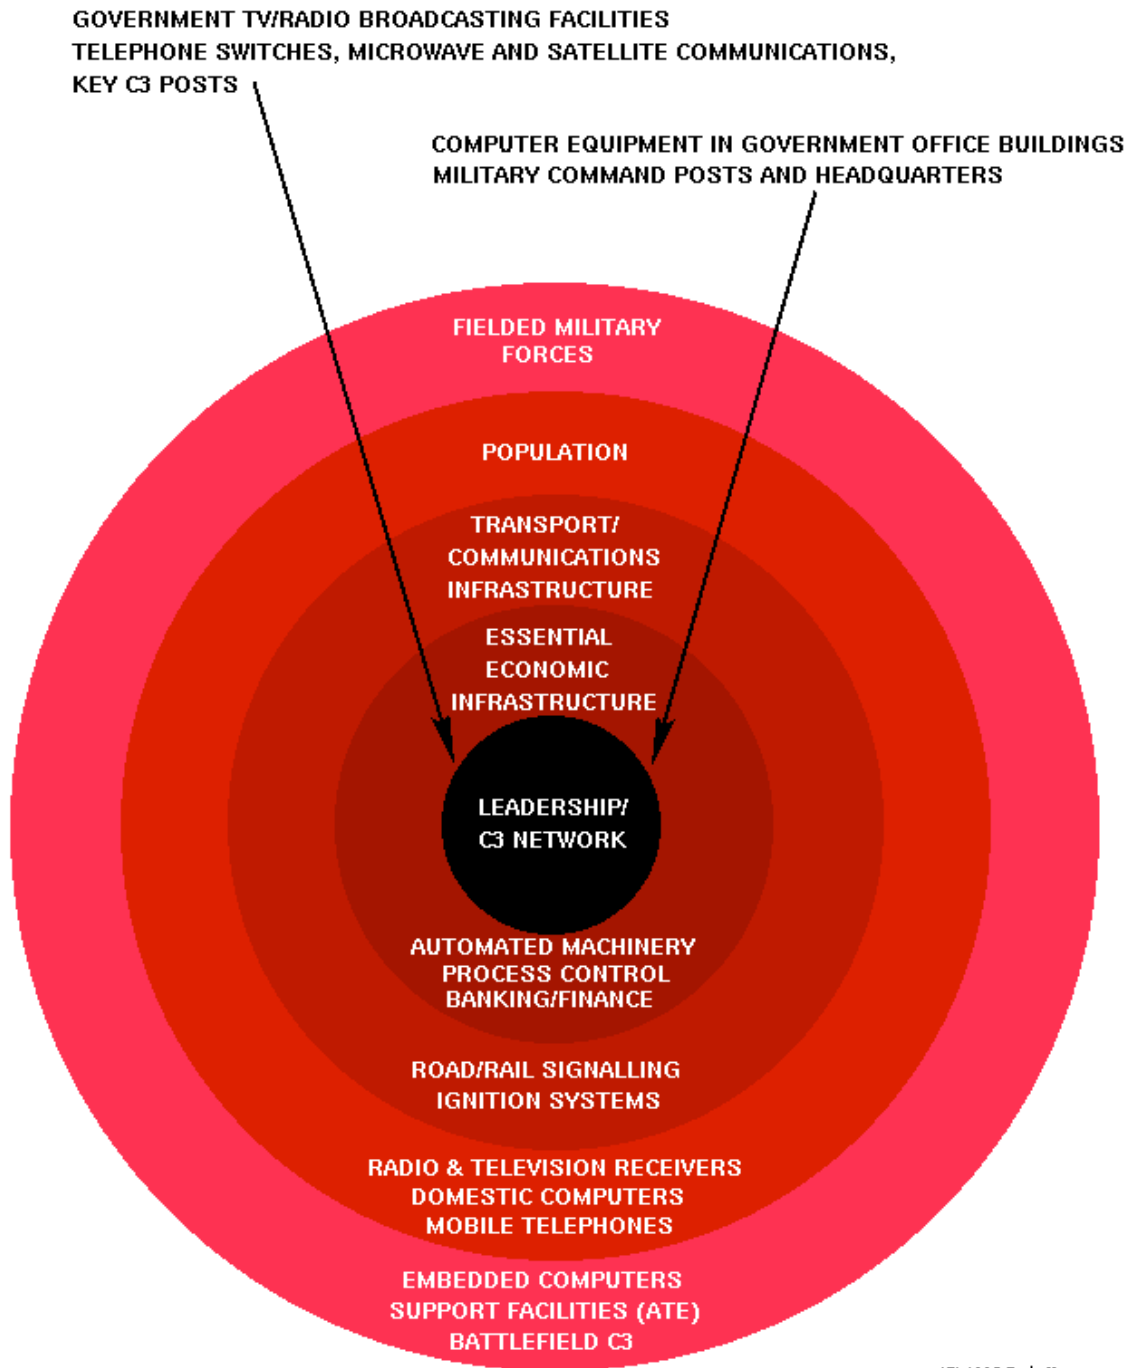 GOVERNMENT TV/RADIO BROADCASTING FACILITIES
TELEPHONE SWITCHES, MICROWAVE AND SATELLITE COMMUNICATIONS,
KEY C3 POSTS
COMPUTER EQUIPMENT IN GOVERNMENT OFFICE BUILDINGS
MILITARY COMMAND POSTS AND HEADQUARTERS
FIELDED MILITARY
FORCES
POPULATION
TRANSPORT/
COMMUNICATIONS
INFRASTRUCTURE
ESSENTIAL
ECONOMIC
INFRASTRUCTURE
LEADERSHIP/
C3 NETWORK
AUTOMATED MACHINERY
PROCESS CONTROL
BANKING/FINANCE
ROAD/RAIL SIGNALLING
IGNITION SYSTEMS
RADIO & TELEVISION RECEIVERS
DOMESTIC COMPUTERS
MOBILE TELEPHONES
EMBEDDED COMPUTERS
SUPPORT FACILITIES (ATE)
BATTLEFIELD C3